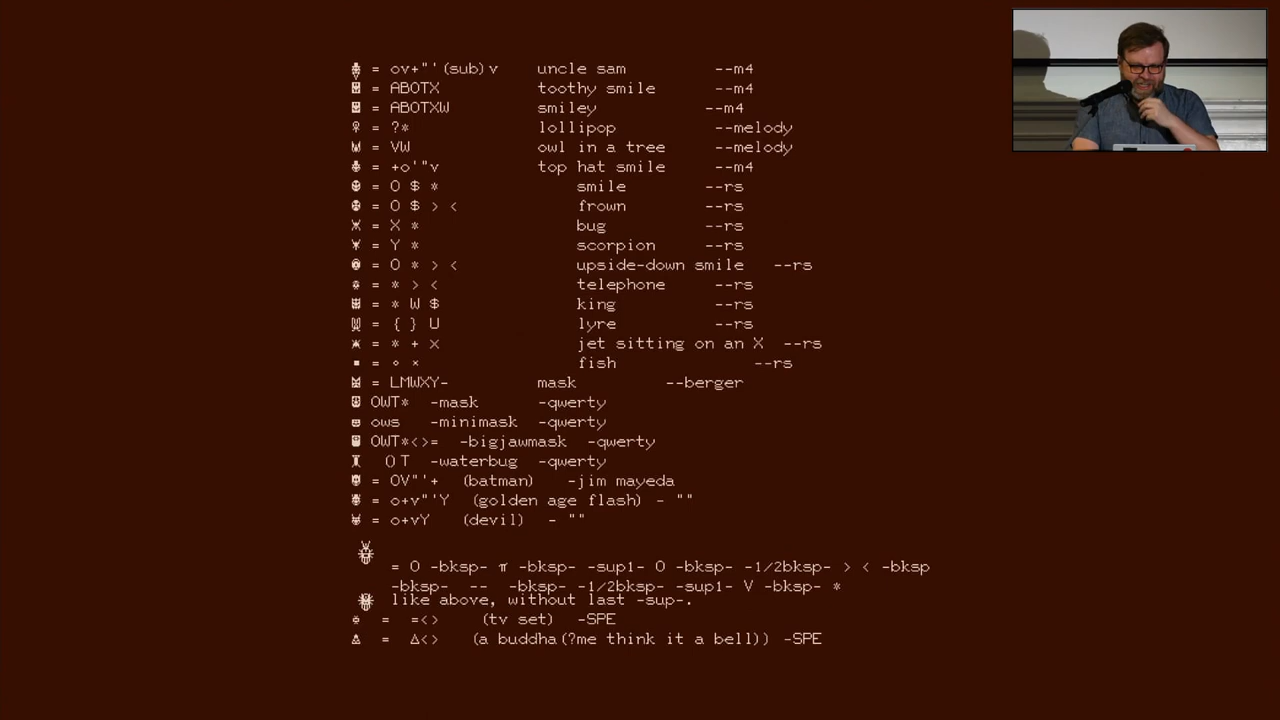 = ov+"'(sub)v uncle sam --m4
= ABOTX toothy smile --m4
= ABOTXW smiley --m4
= ?* lollipop --melody
= VW owl in a tree --melody
= +o'"v top hat smile --m4
= O $ * smile --rs
= O $ > < frown --rs
= X * bug --rs
= Y * scorpion --rs
= O * > < upside-down smile --rs
= * > < telephone --rs
= * W $ king --rs
= { } U lyre --rs
= * + X jet sitting on an X --rs
= ∘ × fish --rs
= LMWXY- mask --berger
OWT* -mask -qwerty
ows -minimask -qwerty
OWT*<>= -bigjawmask -qwerty
OT -waterbug -qwerty
= OV"'+ (batman) -jim mayeda
= o+v"'Y (golden age flash) - ""
= o+vY (devil) - ""
= O -bksp- π -bksp- -sup1- O -bksp- -1/2bksp- > < -bksp
-bksp- -- -bksp- -1/2bksp- -sup1- V -bksp- *
like above, without last -sup-.
= =<> (tv set) -SPE
= Δ<> (a buddha(?me think it a bell)) -SPE